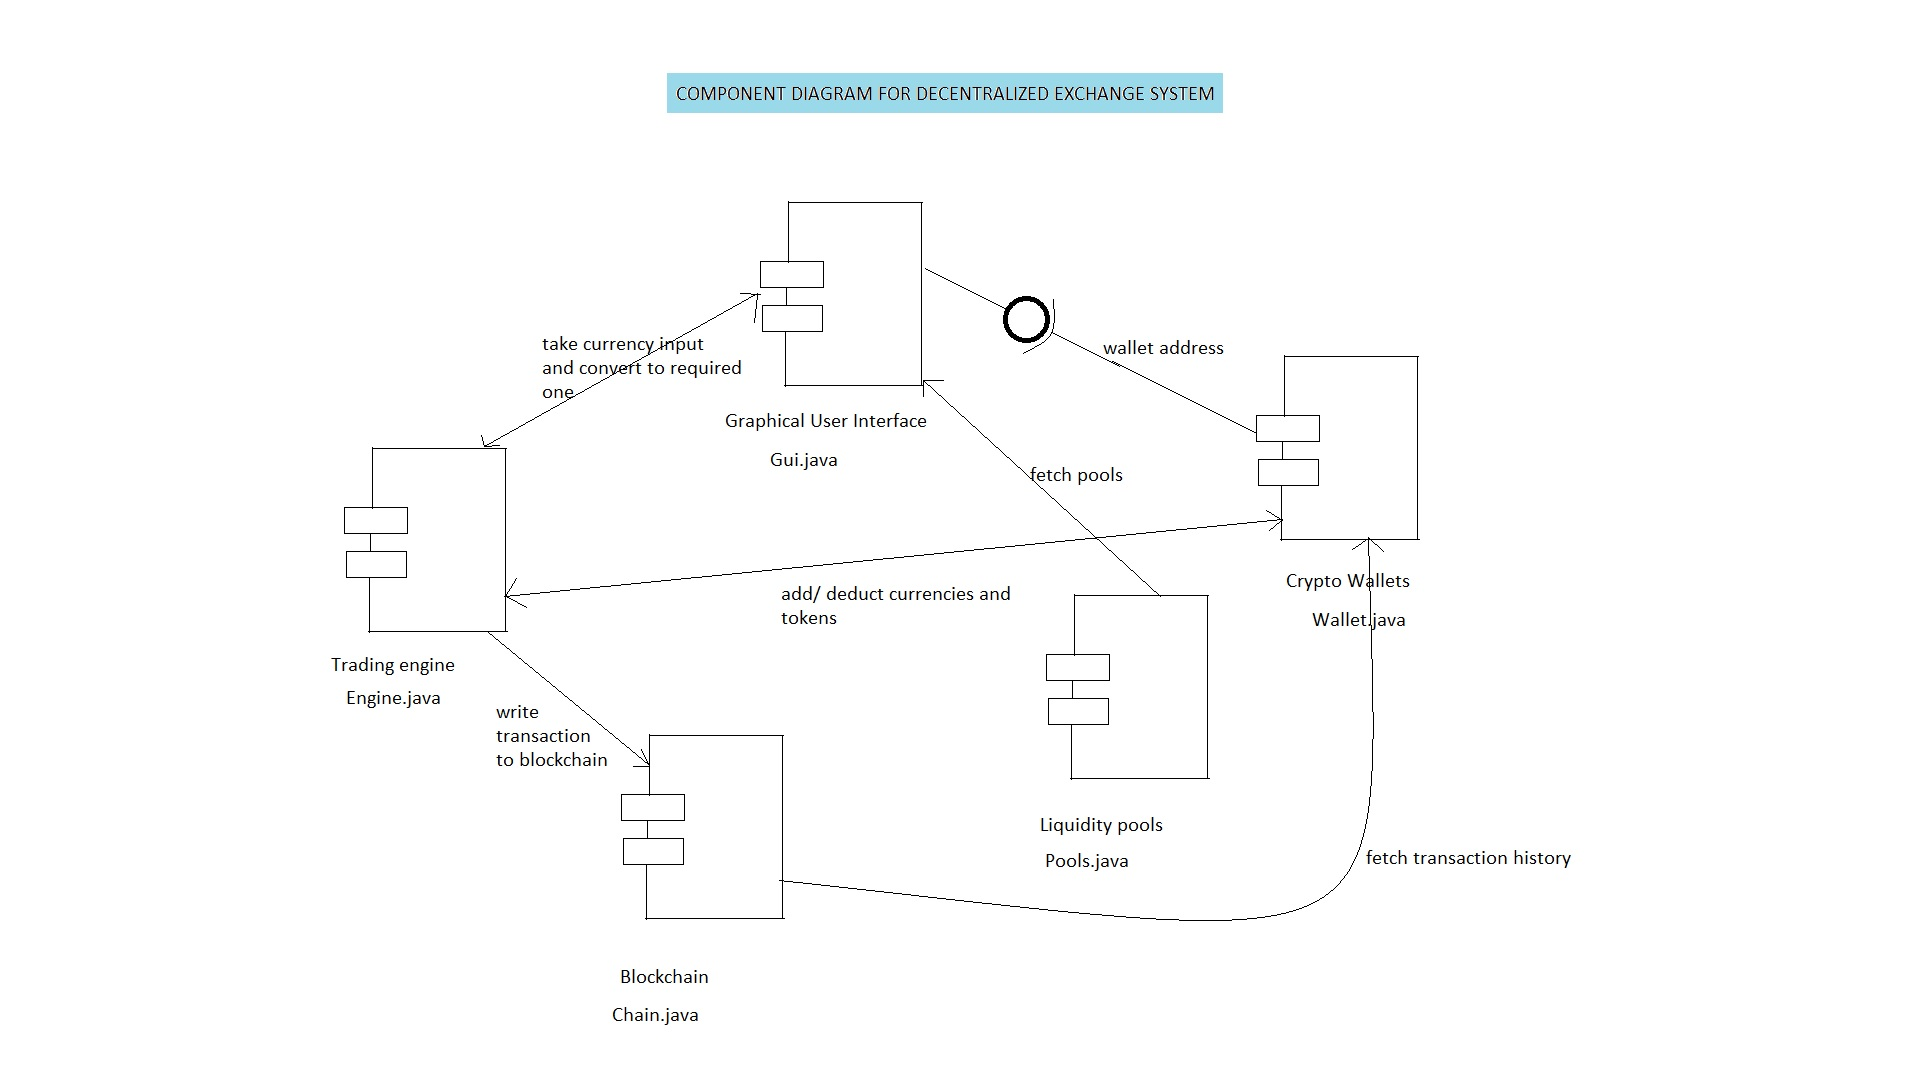 COMPONENT DIAGRAM FOR DECENTRALIZED EXCHANGE SYSTEM
take currency input
and convert to required
one
wallet address
Graphical User Interface
Gui.java
fetch pools
add/ deduct currencies and
tokens
Crypto Wallets
Wallet.java
Trading engine
Engine.java
write
transaction
to blockchain
Liquidity pools
Pools.java
fetch transaction history
Blockchain
Chain.java